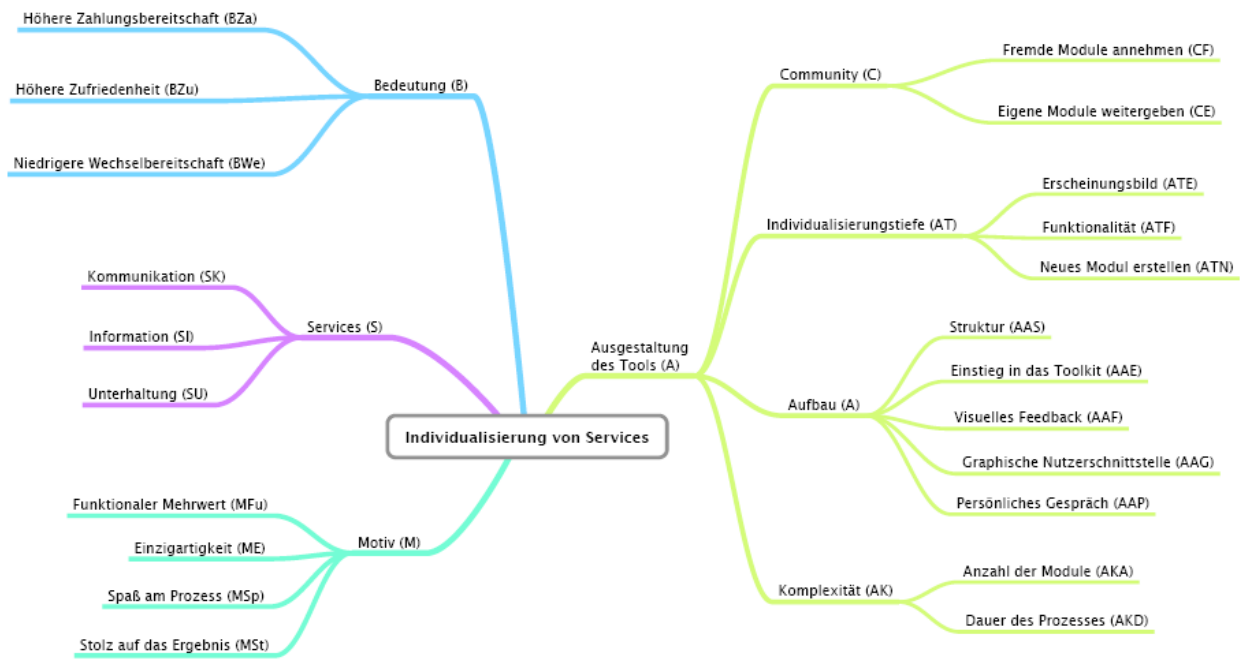 Höhere Zahlungsbereitschaft (BZa)
Höhere Zufriedenheit (BZu)
Niedrigere Wechselbereitschaft (BWe)
Bedeutung (B)
Kommunikation (SK)
Information (SI)
Unterhaltung (SU)
Services (S)
Individualisierung von Services
Funktionaler Mehrwert (MFu)
Einzigartigkeit (ME)
Spaß am Prozess (MSp)
Stolz auf das Ergebnis (MSt)
Motiv (M)
Ausgestaltung
des Tools (A)
Community (C)
Fremde Module annehmen (CF)
Eigene Module weitergeben (CE)
Individualisierungstiefe (AT)
Erscheinungsbild (ATE)
Funktionalität (ATF)
Neues Modul erstellen (ATN)
Aufbau (A)
Struktur (AAS)
Einstieg in das Toolkit (AAE)
Visuelles Feedback (AAF)
Graphische Nutzerschnittstelle (AAG)
Persönliches Gespräch (AAP)
Komplexität (AK)
Anzahl der Module (AKA)
Dauer des Prozesses (AKD)